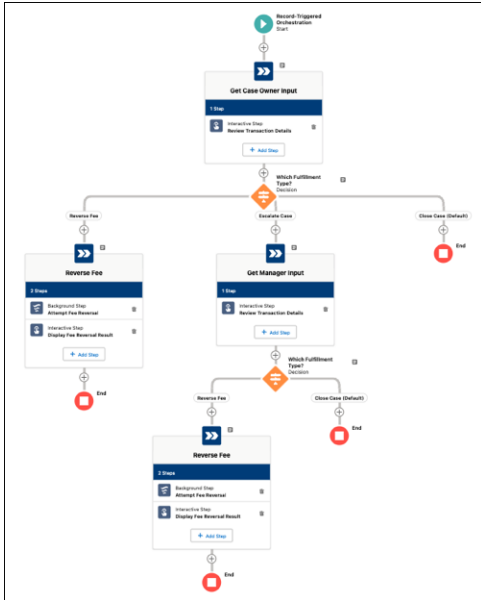 Record-Triggered
Orchestration
Start
Get Case Owner Input
1 Step
Interactive Step
Review Transaction Details
+ Add Step
Which Fulfillment
Type?
Decision
Reverse Fee
Escalate Case
Close Case (Default)
End
Reverse Fee
2 Steps
Background Step
Attempt Fee Reversal
Interactive Step
Display Fee Reversal Result
+ Add Step
End
Get Manager Input
1 Step
Interactive Step
Review Transaction Details
+ Add Step
Which Fulfillment
Type?
Decision
Reverse Fee
Close Case (Default)
End
Reverse Fee
2 Steps
Background Step
Attempt Fee Reversal
Interactive Step
Display Fee Reversal Result
+ Add Step
End